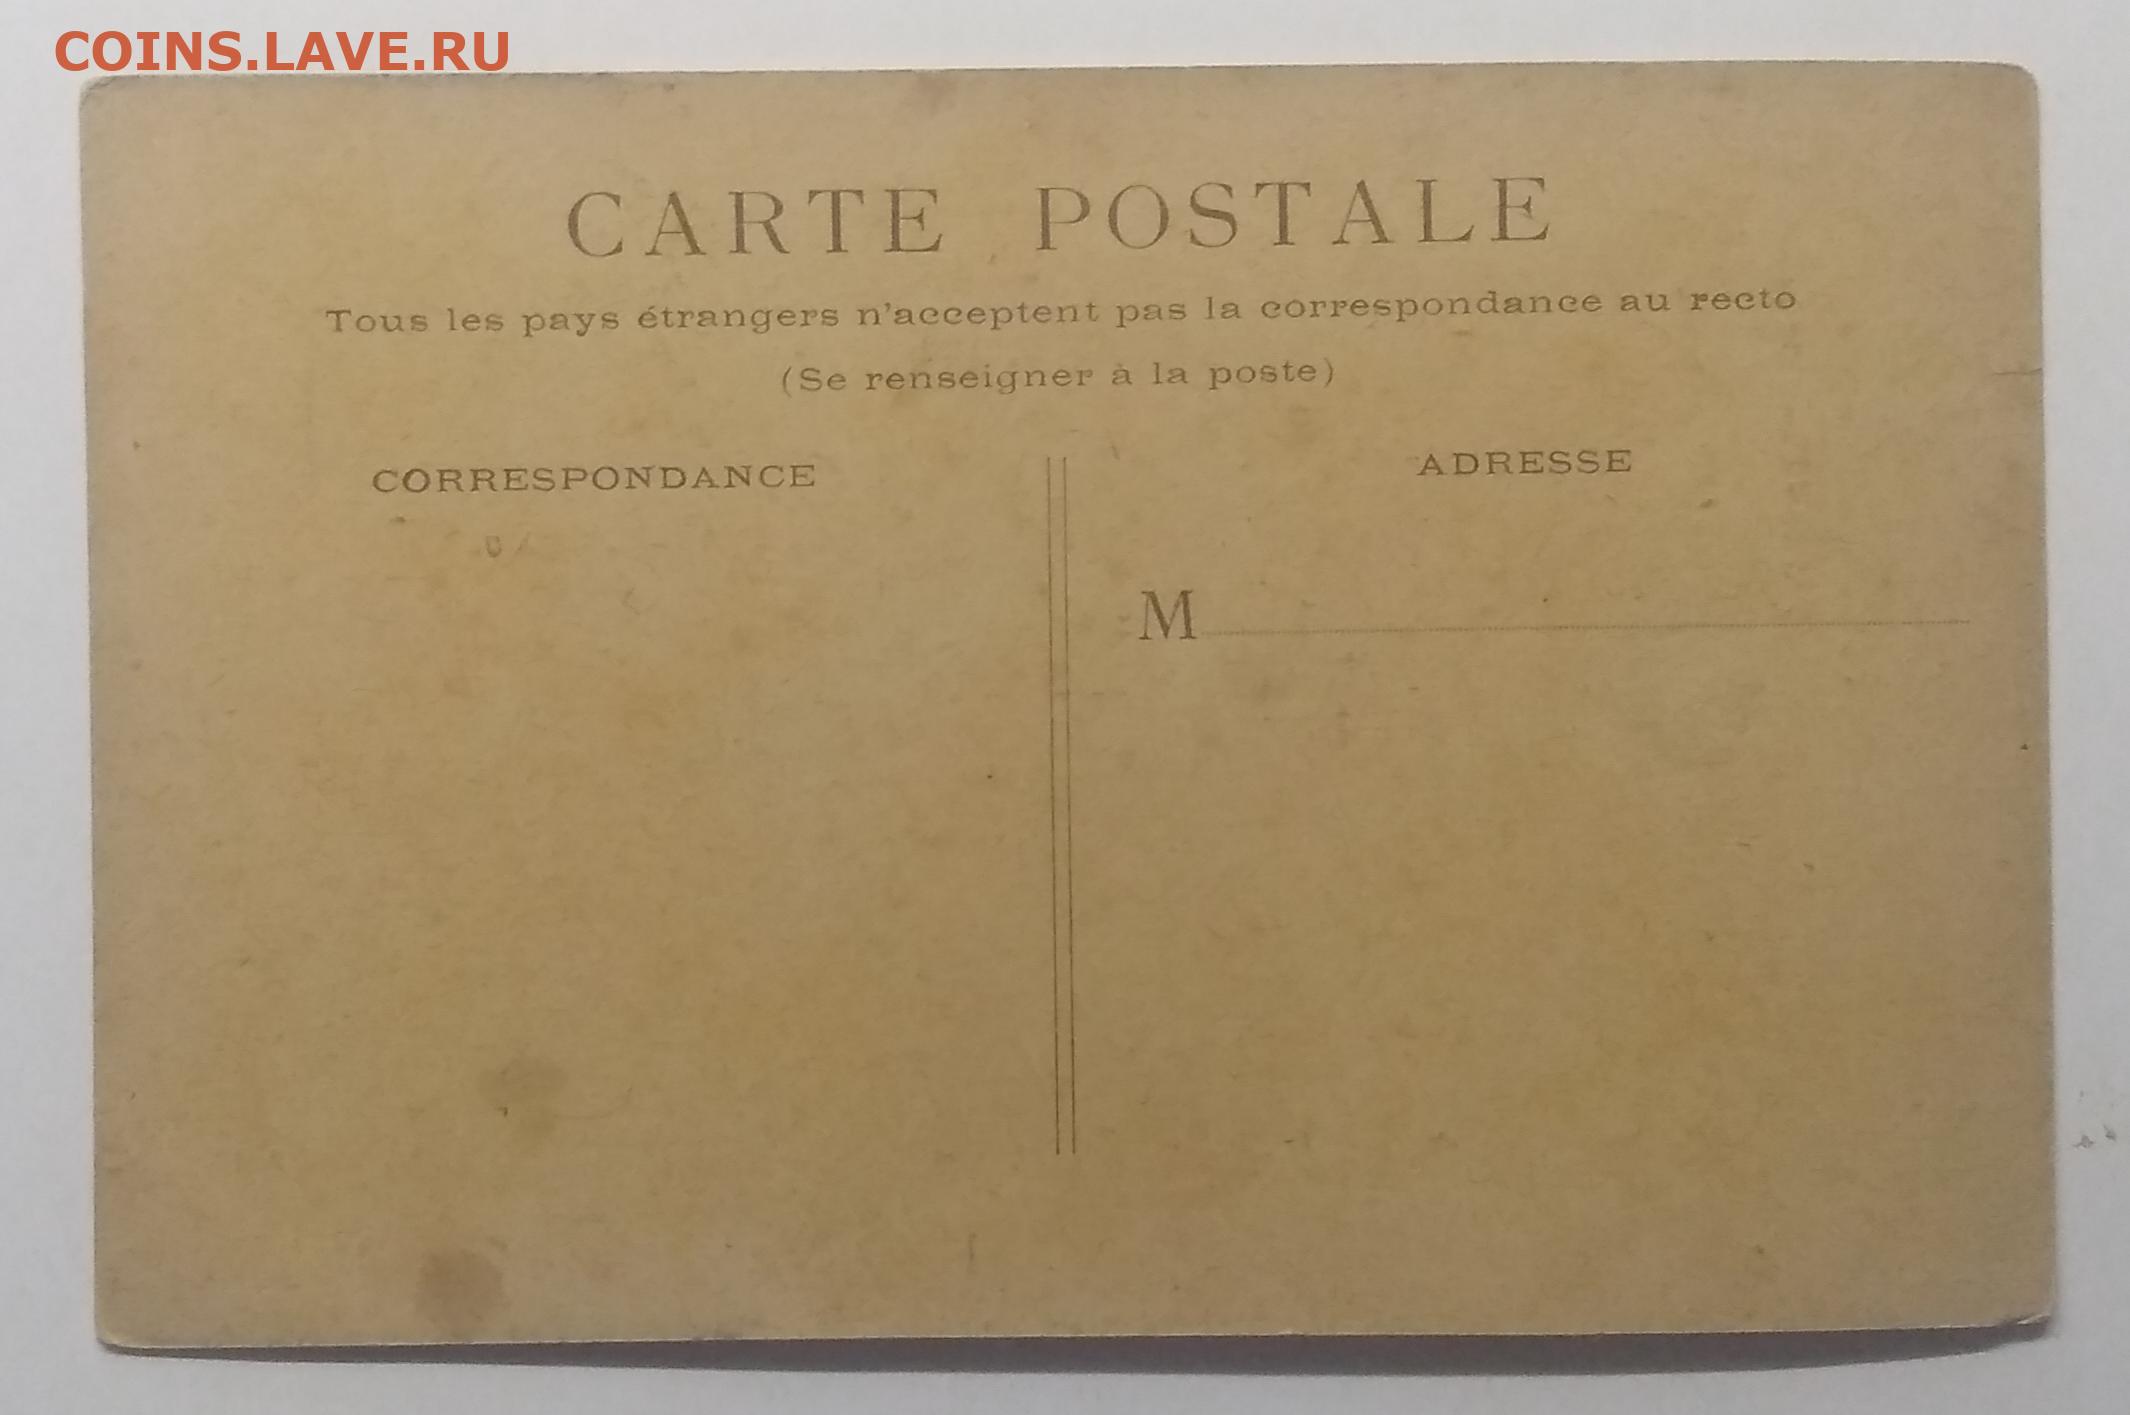 COINS.LAVE.RU
CARTE POSTALE
Tous les pays étrangers n'acceptent pas la correspondance au recto
(Se renseigner à la poste)
CORRESPONDANCE
ADRESSE
M